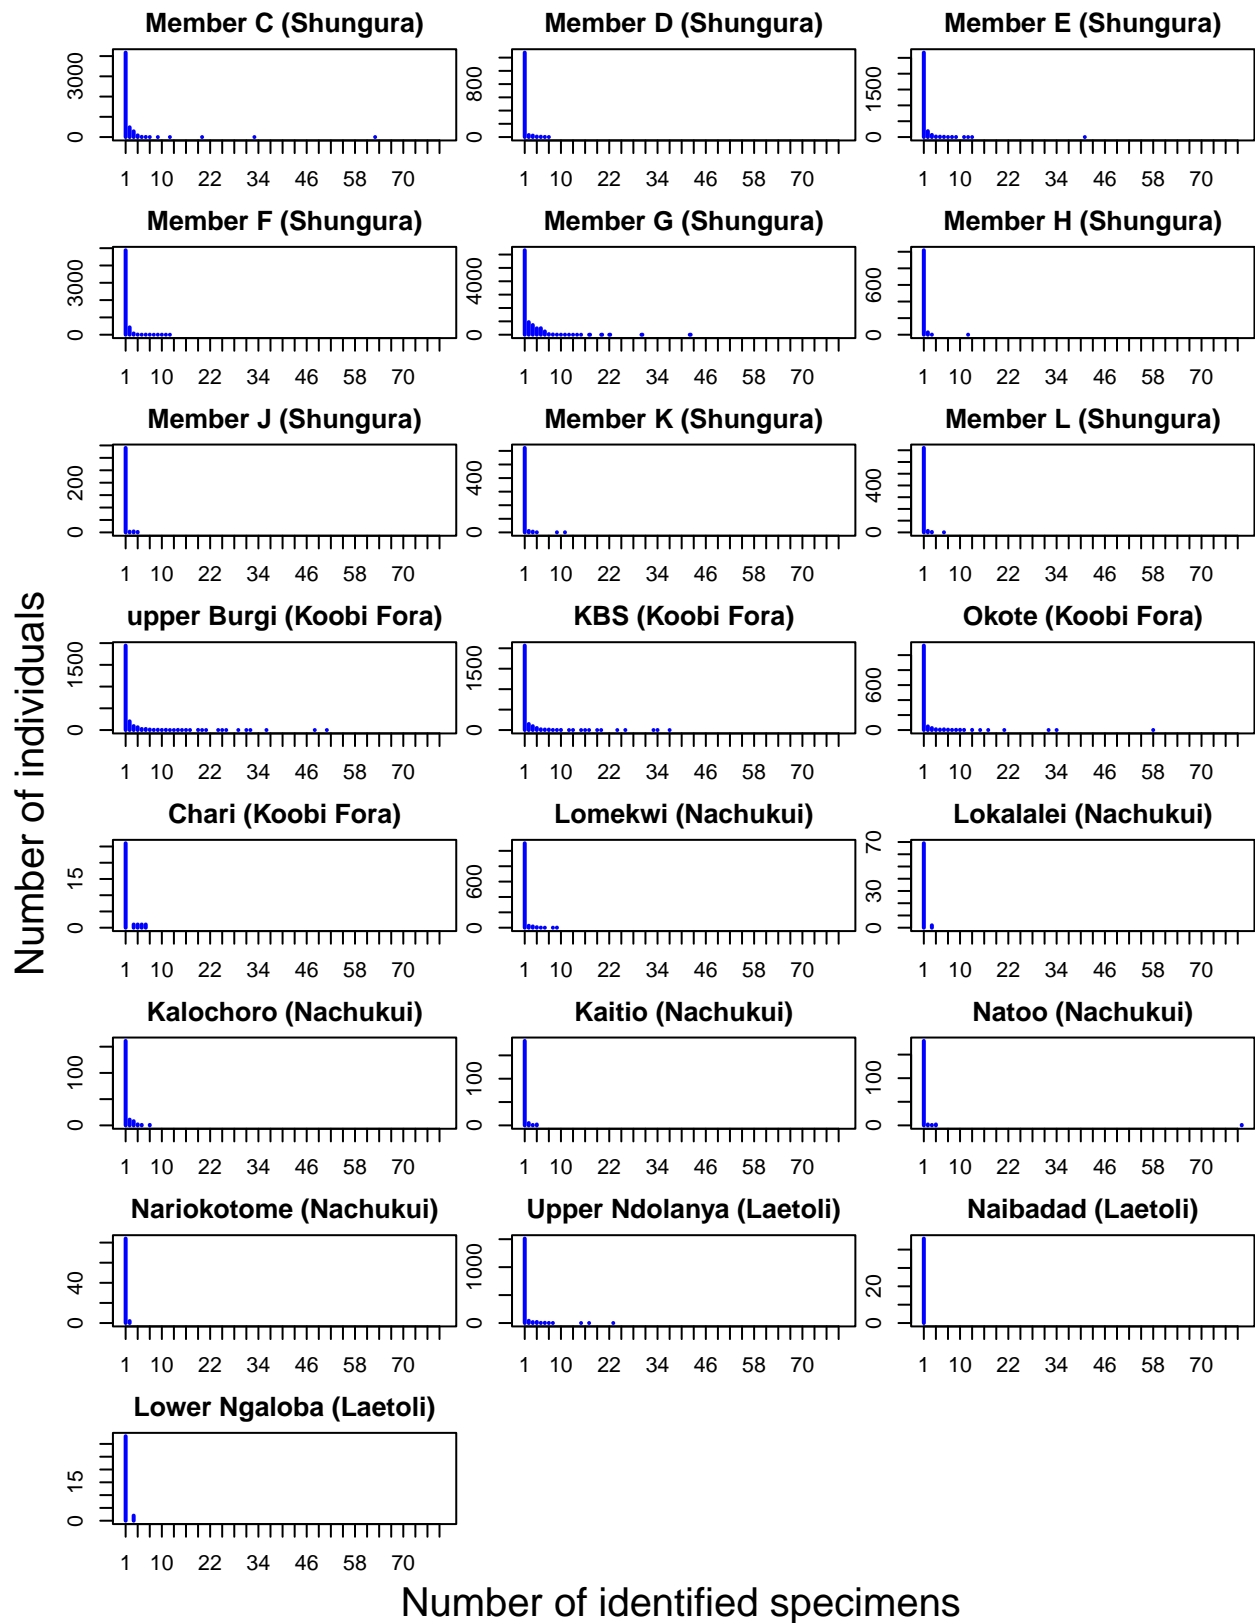 Member C (Shungura)
0 3000
1 10 22 34 46 58 70
Member D (Shungura)
0 800
1 10 22 34 46 58 70
Member E (Shungura)
0 1500
1 10 22 34 46 58 70
Member F (Shungura)
0 3000
1 10 22 34 46 58 70
Member G (Shungura)
0 4000
1 10 22 34 46 58 70
Member H (Shungura)
0 600
1 10 22 34 46 58 70
Member J (Shungura)
0 200
1 10 22 34 46 58 70
Member K (Shungura)
0 400
1 10 22 34 46 58 70
Member L (Shungura)
0 400
1 10 22 34 46 58 70
Number of individuals
upper Burgi (Koobi Fora)
0 1500
1 10 22 34 46 58 70
KBS (Koobi Fora)
0 1500
1 10 22 34 46 58 70
Okote (Koobi Fora)
0 600
1 10 22 34 46 58 70
Chari (Koobi Fora)
0 15
1 10 22 34 46 58 70
Lomekwi (Nachukui)
0 600
1 10 22 34 46 58 70
Lokalalei (Nachukui)
0 30 70
1 10 22 34 46 58 70
Kalochoro (Nachukui)
0 100
1 10 22 34 46 58 70
Kaitio (Nachukui)
0 100
1 10 22 34 46 58 70
Natoo (Nachukui)
0 100
1 10 22 34 46 58 70
Nariokotome (Nachukui)
0 40
1 10 22 34 46 58 70
Upper Ndolanya (Laetoli)
0 1000
1 10 22 34 46 58 70
Naibadad (Laetoli)
0 20
1 10 22 34 46 58 70
Lower Ngaloba (Laetoli)
0 15
1 10 22 34 46 58 70
Number of identified specimens